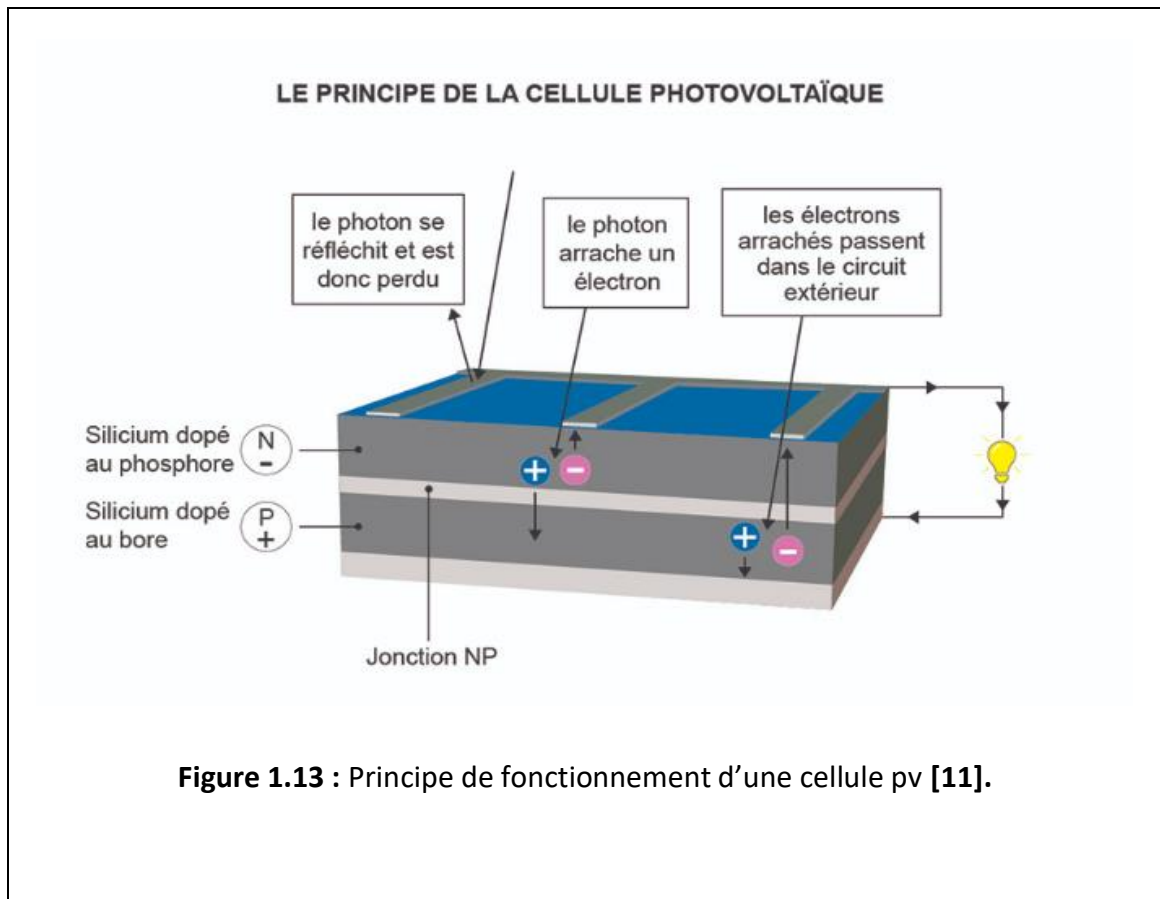 LE PRINCIPE DE LA CELLULE PHOTOVOLTAÏQUE
le photon se
réfléchit et est
donc perdu
le photon
arrache un
électron
les électrons
arrachés passent
dans le circuit
extérieur
Silicium dopé
au phosphore
N
-
Silicium dopé
au bore
P
+
+
-
+
-
Jonction NP
Figure 1.13 : Principe de fonctionnement d’une cellule pv [11].